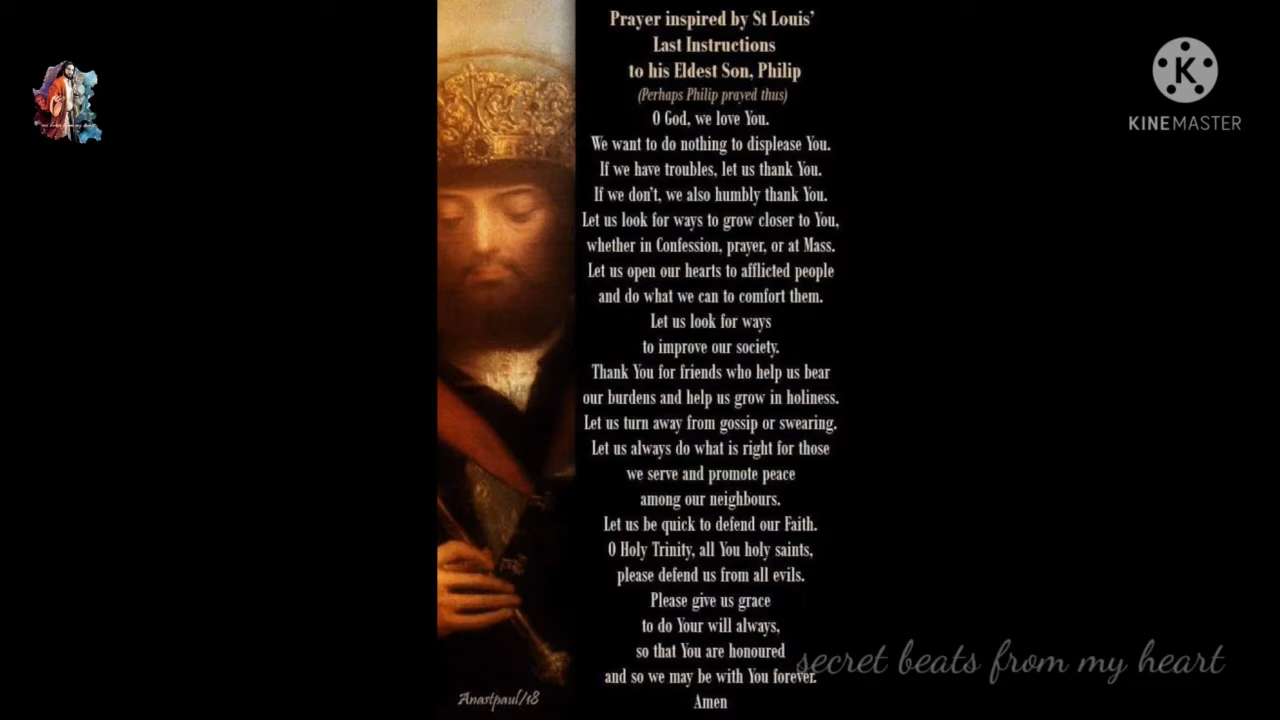 Prayer inspired by St Louis'
Last Instructions
to his Eldest Son, Philip
(Perhaps Philip prayed thus)
O God, we love You.
We want to do nothing to displease You.
If we have troubles, let us thank You.
If we don't, we also humbly thank You.
Let us look for ways to grow closer to You,
whether in Confession, prayer, or at Mass.
Let us open our hearts to afflicted people
and do what we can to comfort them.
Let us look for ways
to improve our society.
Thank You for friends who help us bear
our burdens and help us grow in holiness.
Let us turn away from gossip or swearing.
Let us always do what is right for those
we serve and promote peace
among our neighbours.
Let us be quick to defend our Faith.
O Holy Trinity, all You holy saints,
please defend us from all evils.
Please give us grace
to do Your will always,
so that You are honoured
and so we may be with You forever.
Amen
Anastpaul/18
K
KINEMASTER
secret beats from my heart